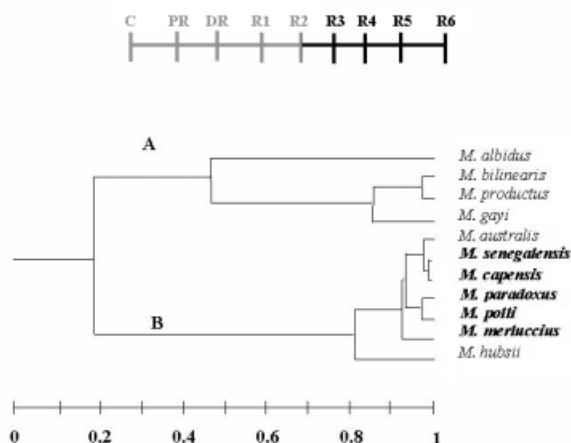 C PR DR R1 R2 R3 R4 R5 R6
A
M. albidus
M. bilinearis
M. productus
M. gayi
M. australis
M. senegalensis
M. capensis
M. paradoxus
M. polli
B
M. merluccius
M. hubsii
0 0.2 0.4 0.6 0.8 1